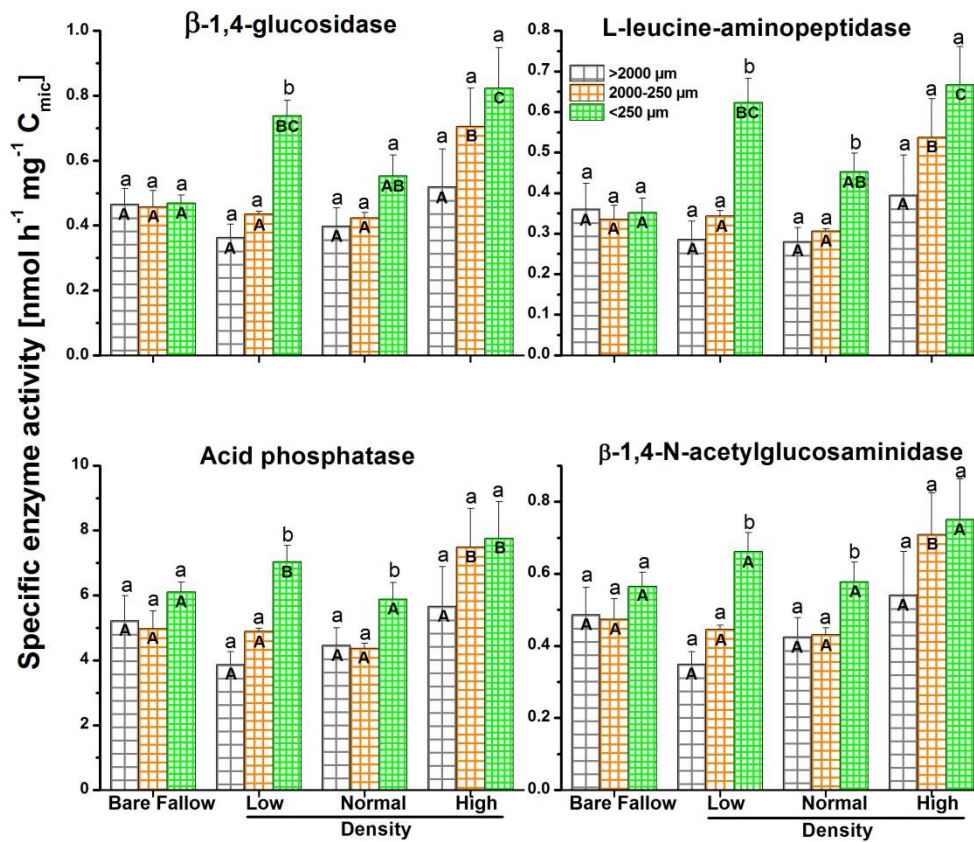 β-1,4-glucosidase
L-leucine-aminopeptidase
Specific enzyme activity [nmol h⁻¹ mg⁻¹ C_mic]
1.0
0.8
0.6
0.4
0.2
0.0
a a a a a b a a a a a a
A A A A A BC A A AB A B C
0.8
0.7
0.6
0.5
0.4
0.3
0.2
0.1
0.0
>2000 µm
2000-250 µm
<250 µm
a a a a a b a a b a a a
A A A A A BC A A AB A B C
Acid phosphatase
β-1,4-N-acetylglucosaminidase
10
8
6
4
2
0
a a a a a b a a b a a a
A A A A A B A A A A B B
0.8
0.6
0.4
0.2
0.0
a a a a a b a a b a a a
A A A A A A A A A A B A
Bare Fallow Low Normal High
Density
Bare Fallow Low Normal High
Density